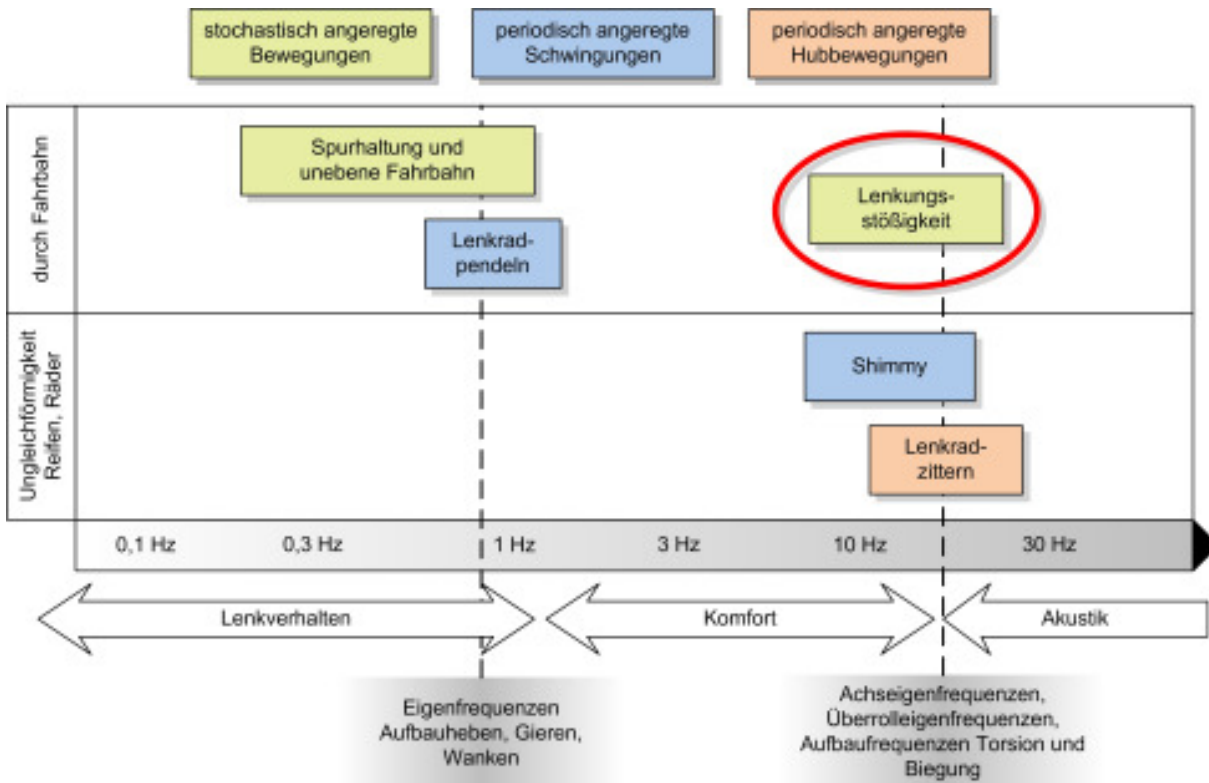 stochastisch angeregte
Bewegungen
periodisch angeregte
Schwingungen
periodisch angeregte
Hubbewegungen
durch Fahrbahn
Spurhaltung und
unebene Fahrbahn
Lenkrad-
pendeln
Lenkungs-
stößigkeit
Ungleichförmigkeit
Reifen, Räder
Shimmy
Lenkrad-
zittern
0,1 Hz
0,3 Hz
1 Hz
3 Hz
10 Hz
30 Hz
Lenkverhalten
Komfort
Akustik
Eigenfrequenzen
Aufbauheben, Gieren,
Wanken
Achseigenfrequenzen,
Überrolleigenfrequenzen,
Aufbaufrequenzen Torsion und
Biegung